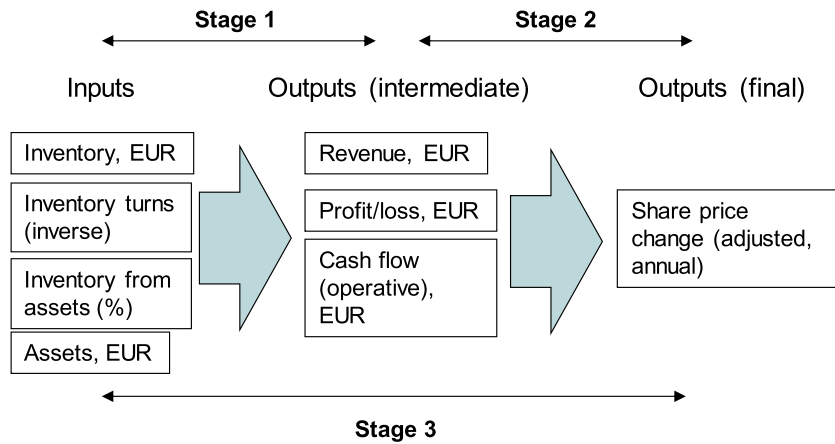 Stage 1
Stage 2
Inputs
Outputs (intermediate)
Outputs (final)
Inventory, EUR
Inventory turns
(inverse)
Inventory from
assets (%)
Assets, EUR
Revenue, EUR
Profit/loss, EUR
Cash flow
(operative),
EUR
Share price
change (adjusted,
annual)
Stage 3